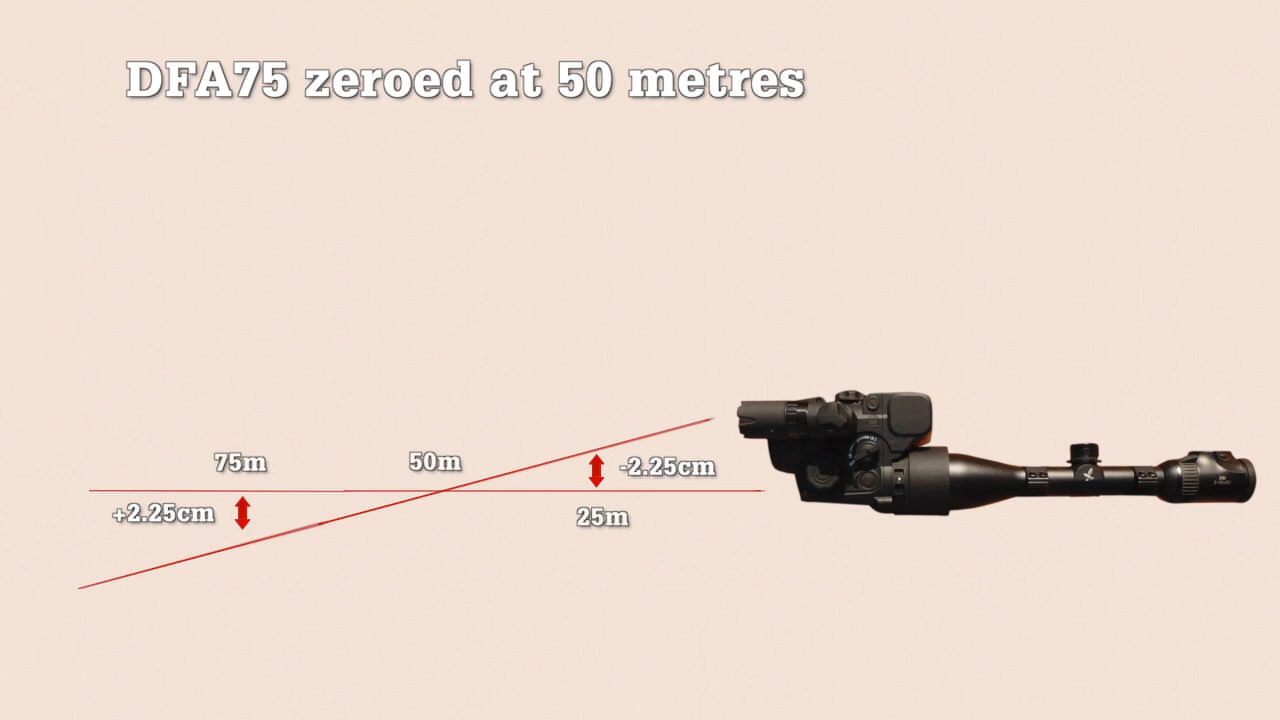 DFA75 zeroed at 50 metres
75m
50m
-2.25cm
+2.25cm
25m